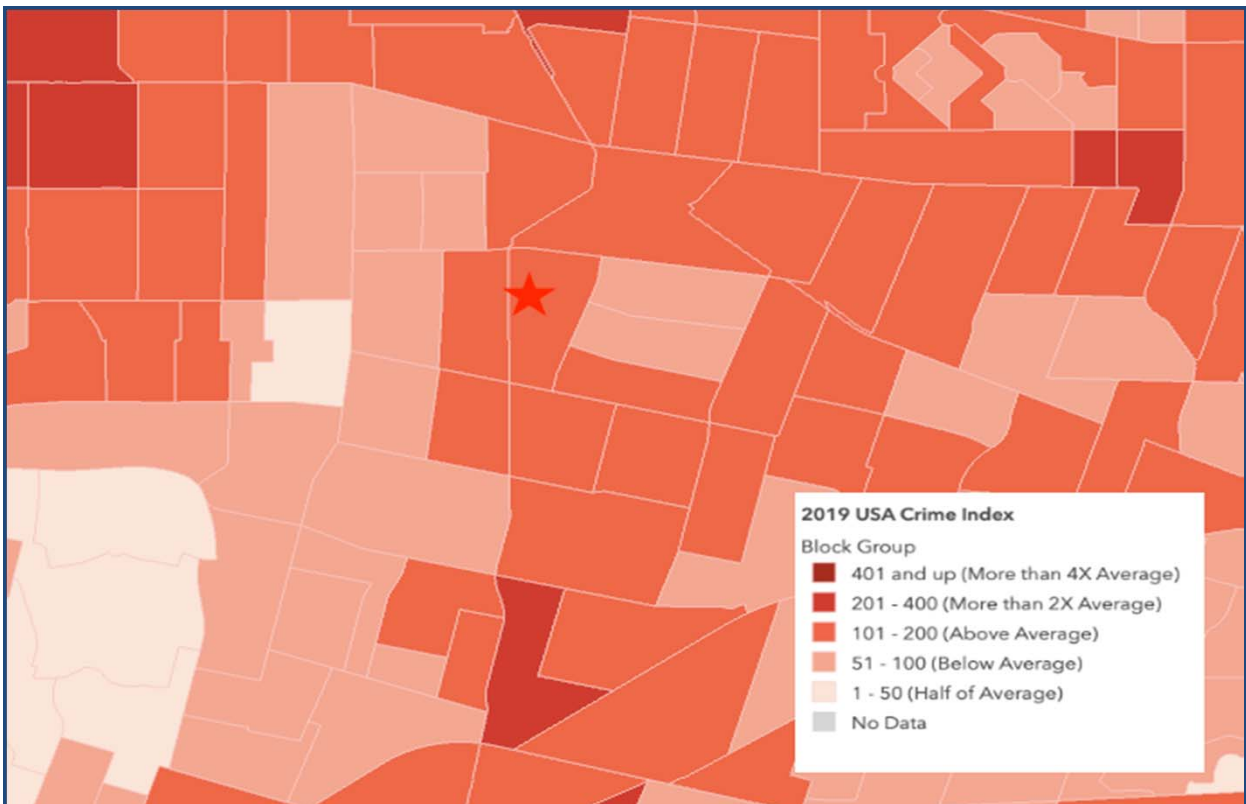 2019 USA Crime Index
Block Group
401 and up (More than 4X Average)
201 - 400 (More than 2X Average)
101 - 200 (Above Average)
51 - 100 (Below Average)
1 - 50 (Half of Average)
No Data